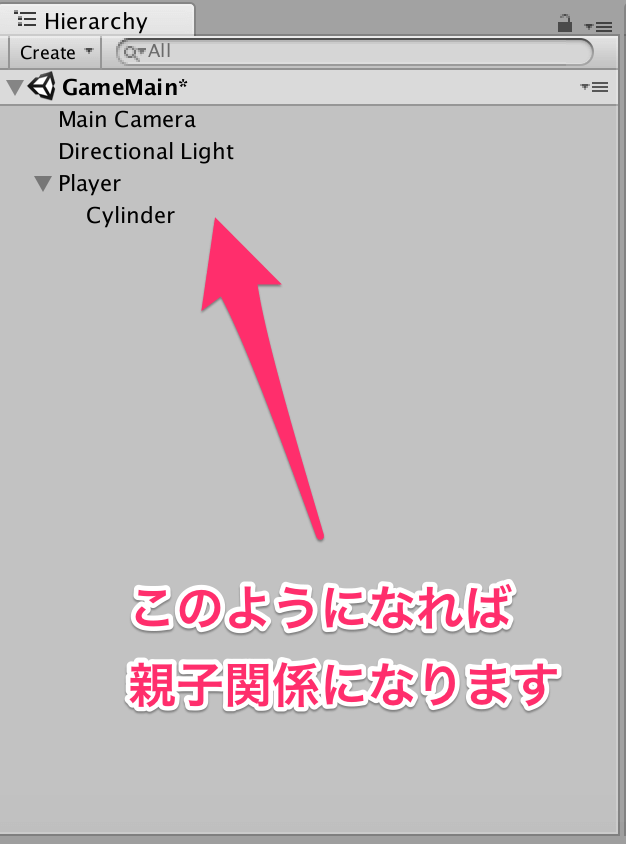 Hierarchy
Create
All
GameMain*
Main Camera
Directional Light
Player
Cylinder
このようになれば
親子関係になります